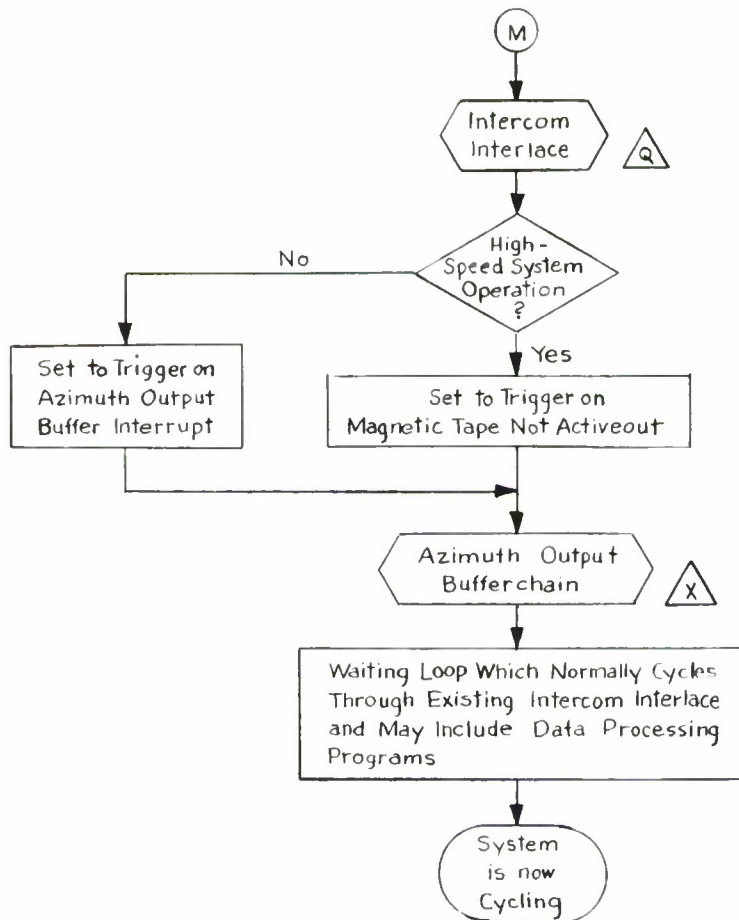 M
Intercom
Interlace
Q
High-
Speed System
Operation
?
No
Yes
Set to Trigger on
Azimuth Output
Buffer Interrupt
Set to Trigger on
Magnetic Tape Not Activeout
Azimuth Output
Bufferchain
X
Waiting Loop Which Normally Cycles
Through Existing Intercom Interlace
and May Include Data Processing
Programs
System
is now
Cycling